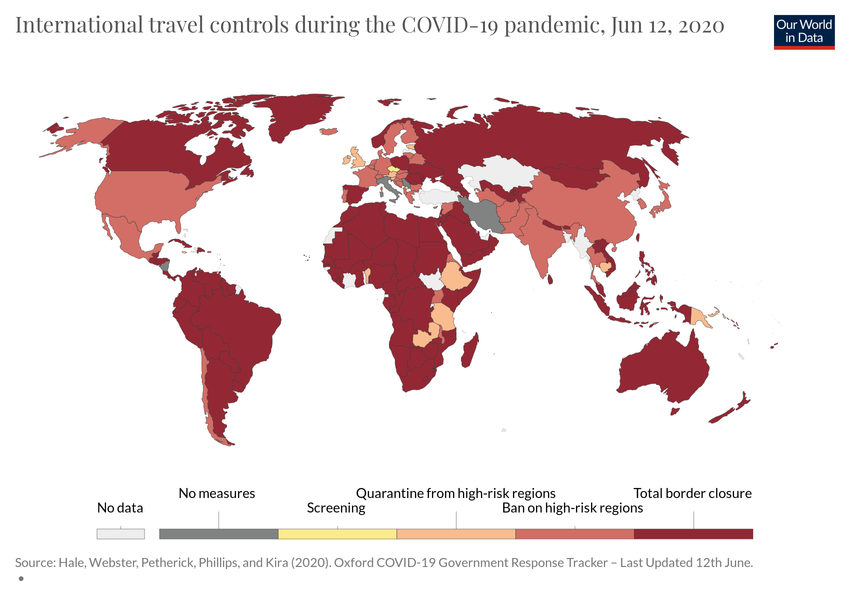 International travel controls during the COVID-19 pandemic, Jun 12, 2020
Our World
in Data
No data
No measures
Screening
Quarantine from high-risk regions
Ban on high-risk regions
Total border closure
Source: Hale, Webster, Petherick, Phillips, and Kira (2020). Oxford COVID-19 Government Response Tracker – Last Updated 12th June.